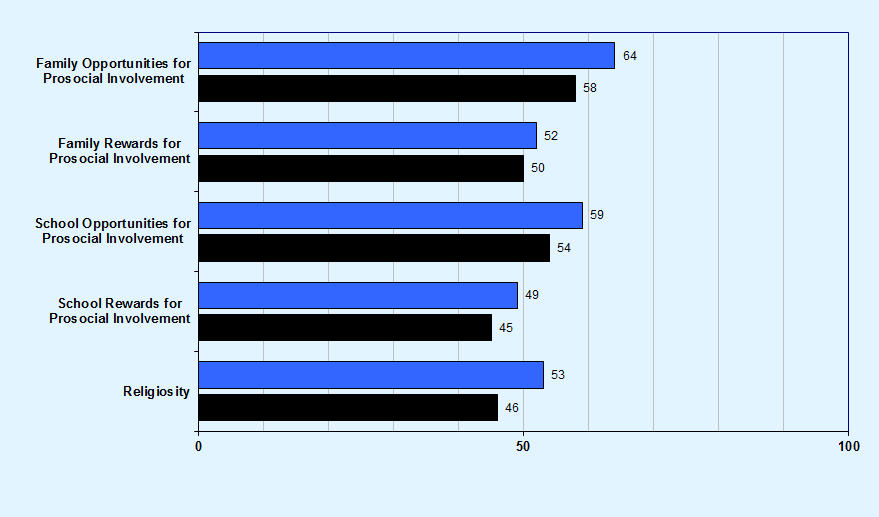 Family Opportunities for
Prosocial Involvement
64
58
Family Rewards for
Prosocial Involvement
52
50
School Opportunities for
Prosocial Involvement
59
54
School Rewards for
Prosocial Involvement
49
45
Religiosity
53
46
0 50 100